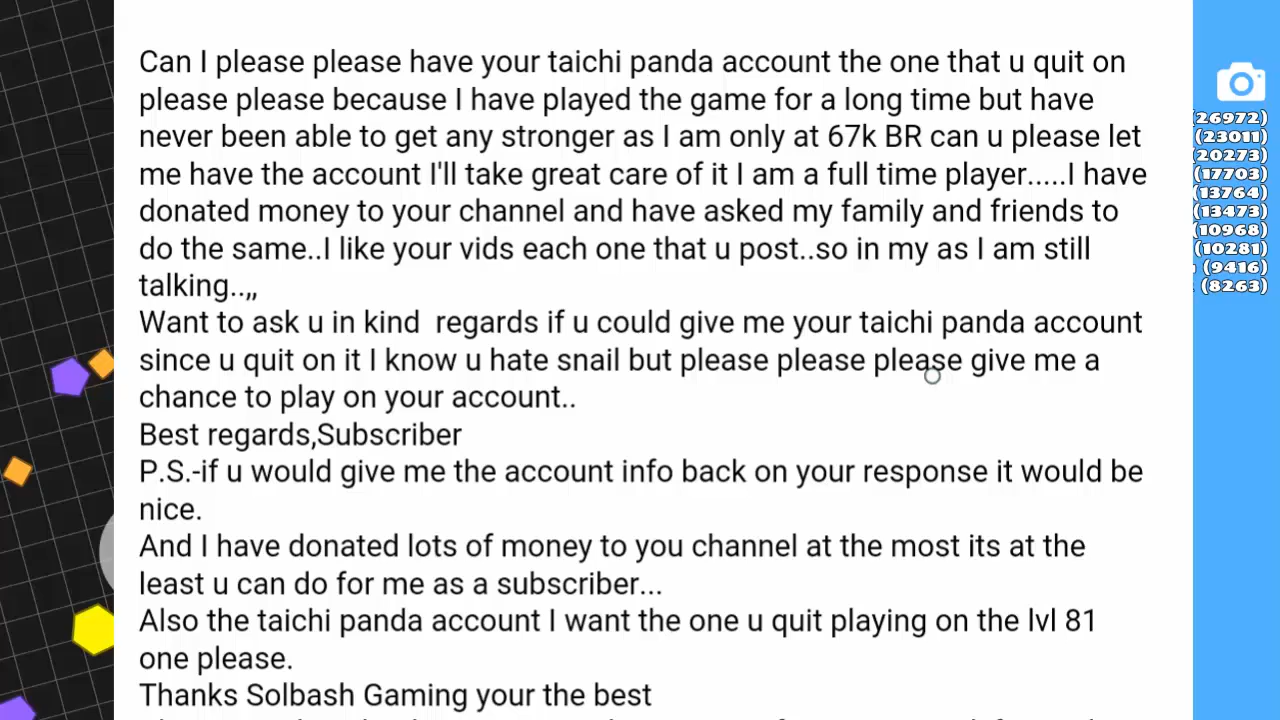 Can I please please have your taichi panda account the one that u quit on
please please because I have played the game for a long time but have
never been able to get any stronger as I am only at 67k BR can u please let
me have the account I'll take great care of it I am a full time player.....I have
donated money to your channel and have asked my family and friends to
do the same..I like your vids each one that u post..so in my as I am still
talking..,,
Want to ask u in kind  regards if u could give me your taichi panda account
since u quit on it I know u hate snail but please please please give me a
chance to play on your account..
Best regards,Subscriber
P.S.-if u would give me the account info back on your response it would be
nice.
And I have donated lots of money to you channel at the most its at the
least u can do for me as a subscriber...
Also the taichi panda account I want the one u quit playing on the lvl 81
one please.
Thanks Solbash Gaming your the best
(26972)
(23011)
(20273)
(17703)
(13764)
(13473)
(10968)
(10281)
(9416)
(8263)